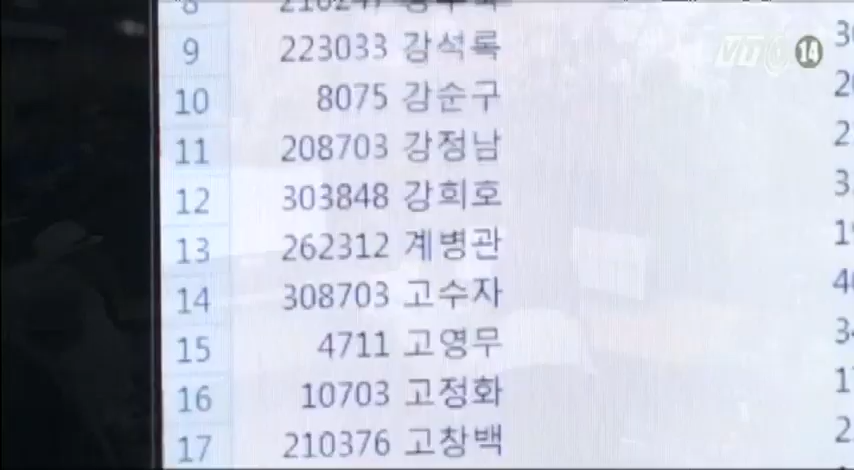 VTC 14
9 223033 강석록
10 8075 강순구
11 208703 강정남
12 303848 강희호
13 262312 계병관
14 308703 고수자
15 4711 고영무
16 10703 고정화
17 210376 고창백